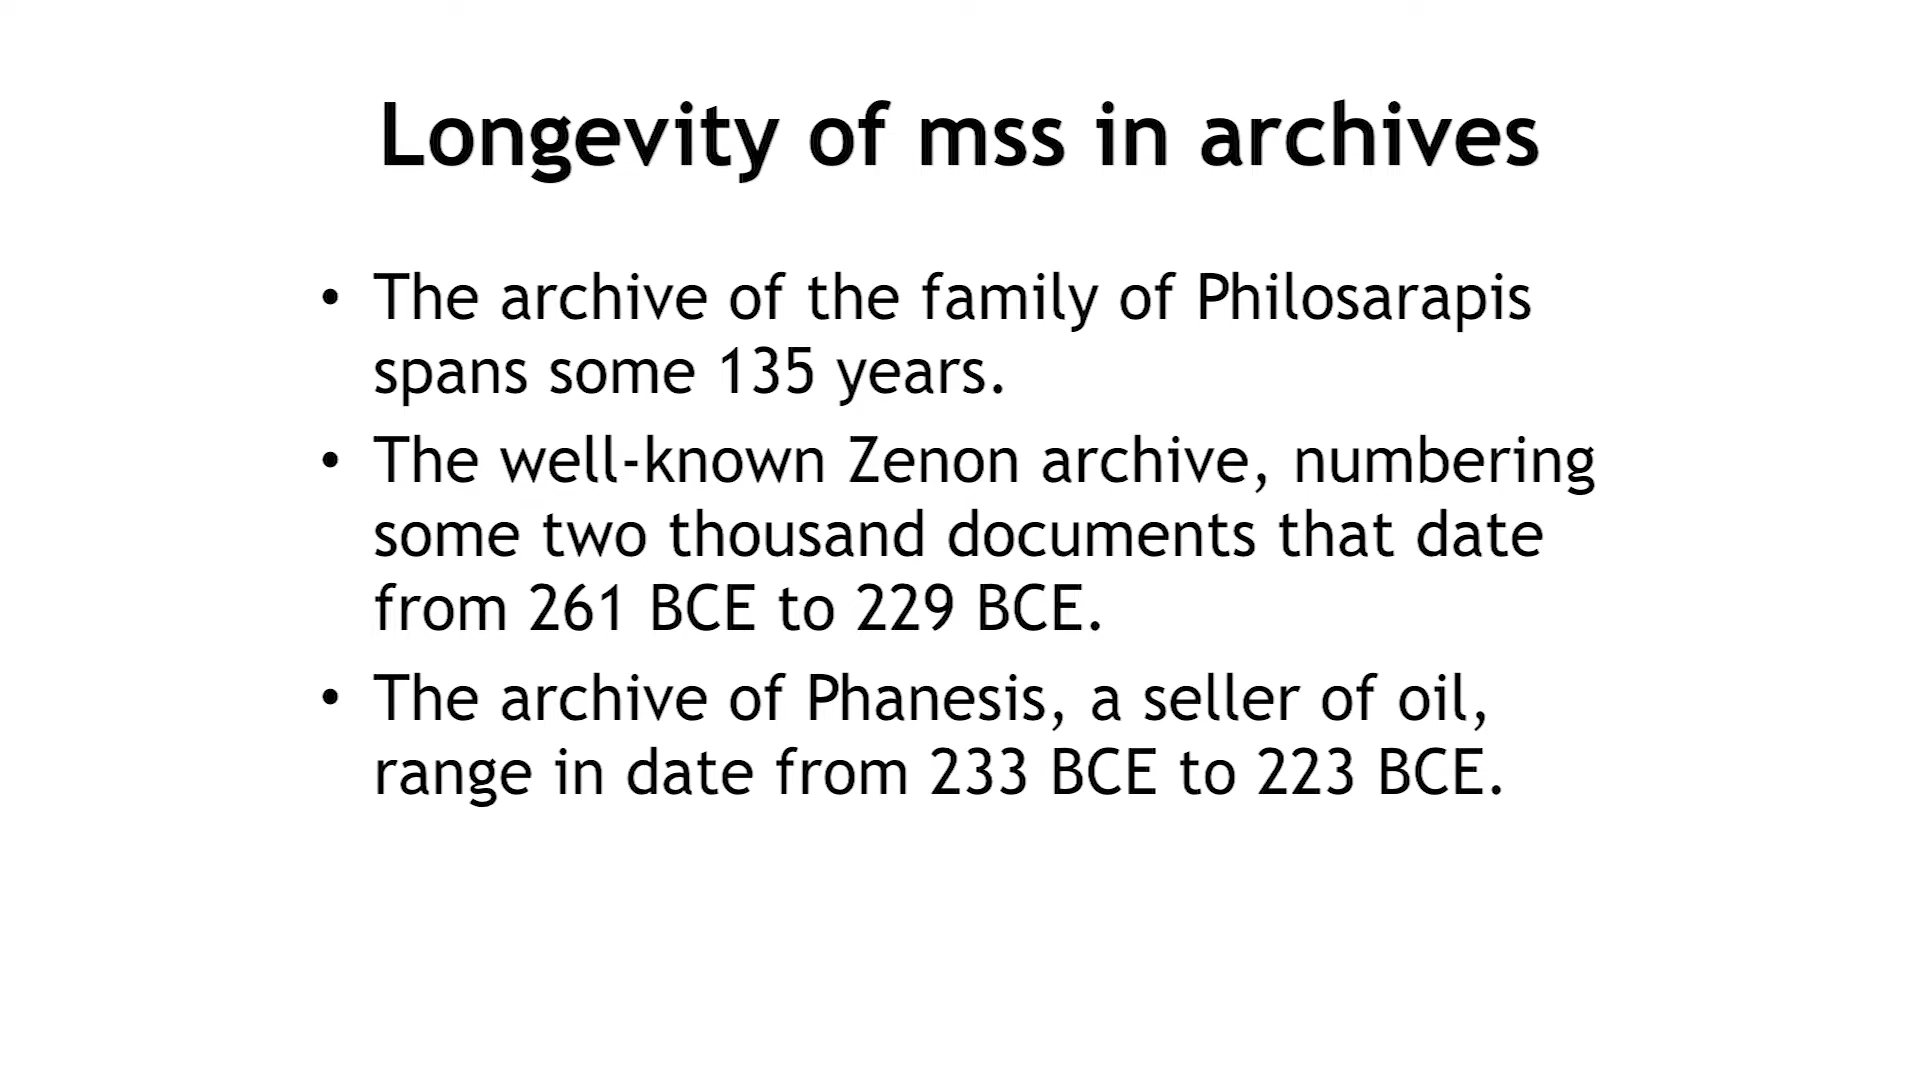 Longevity of mss in archives
• The archive of the family of Philosarapis
spans some 135 years.
• The well-known Zenon archive, numbering
some two thousand documents that date
from 261 BCE to 229 BCE.
• The archive of Phanesis, a seller of oil,
range in date from 233 BCE to 223 BCE.